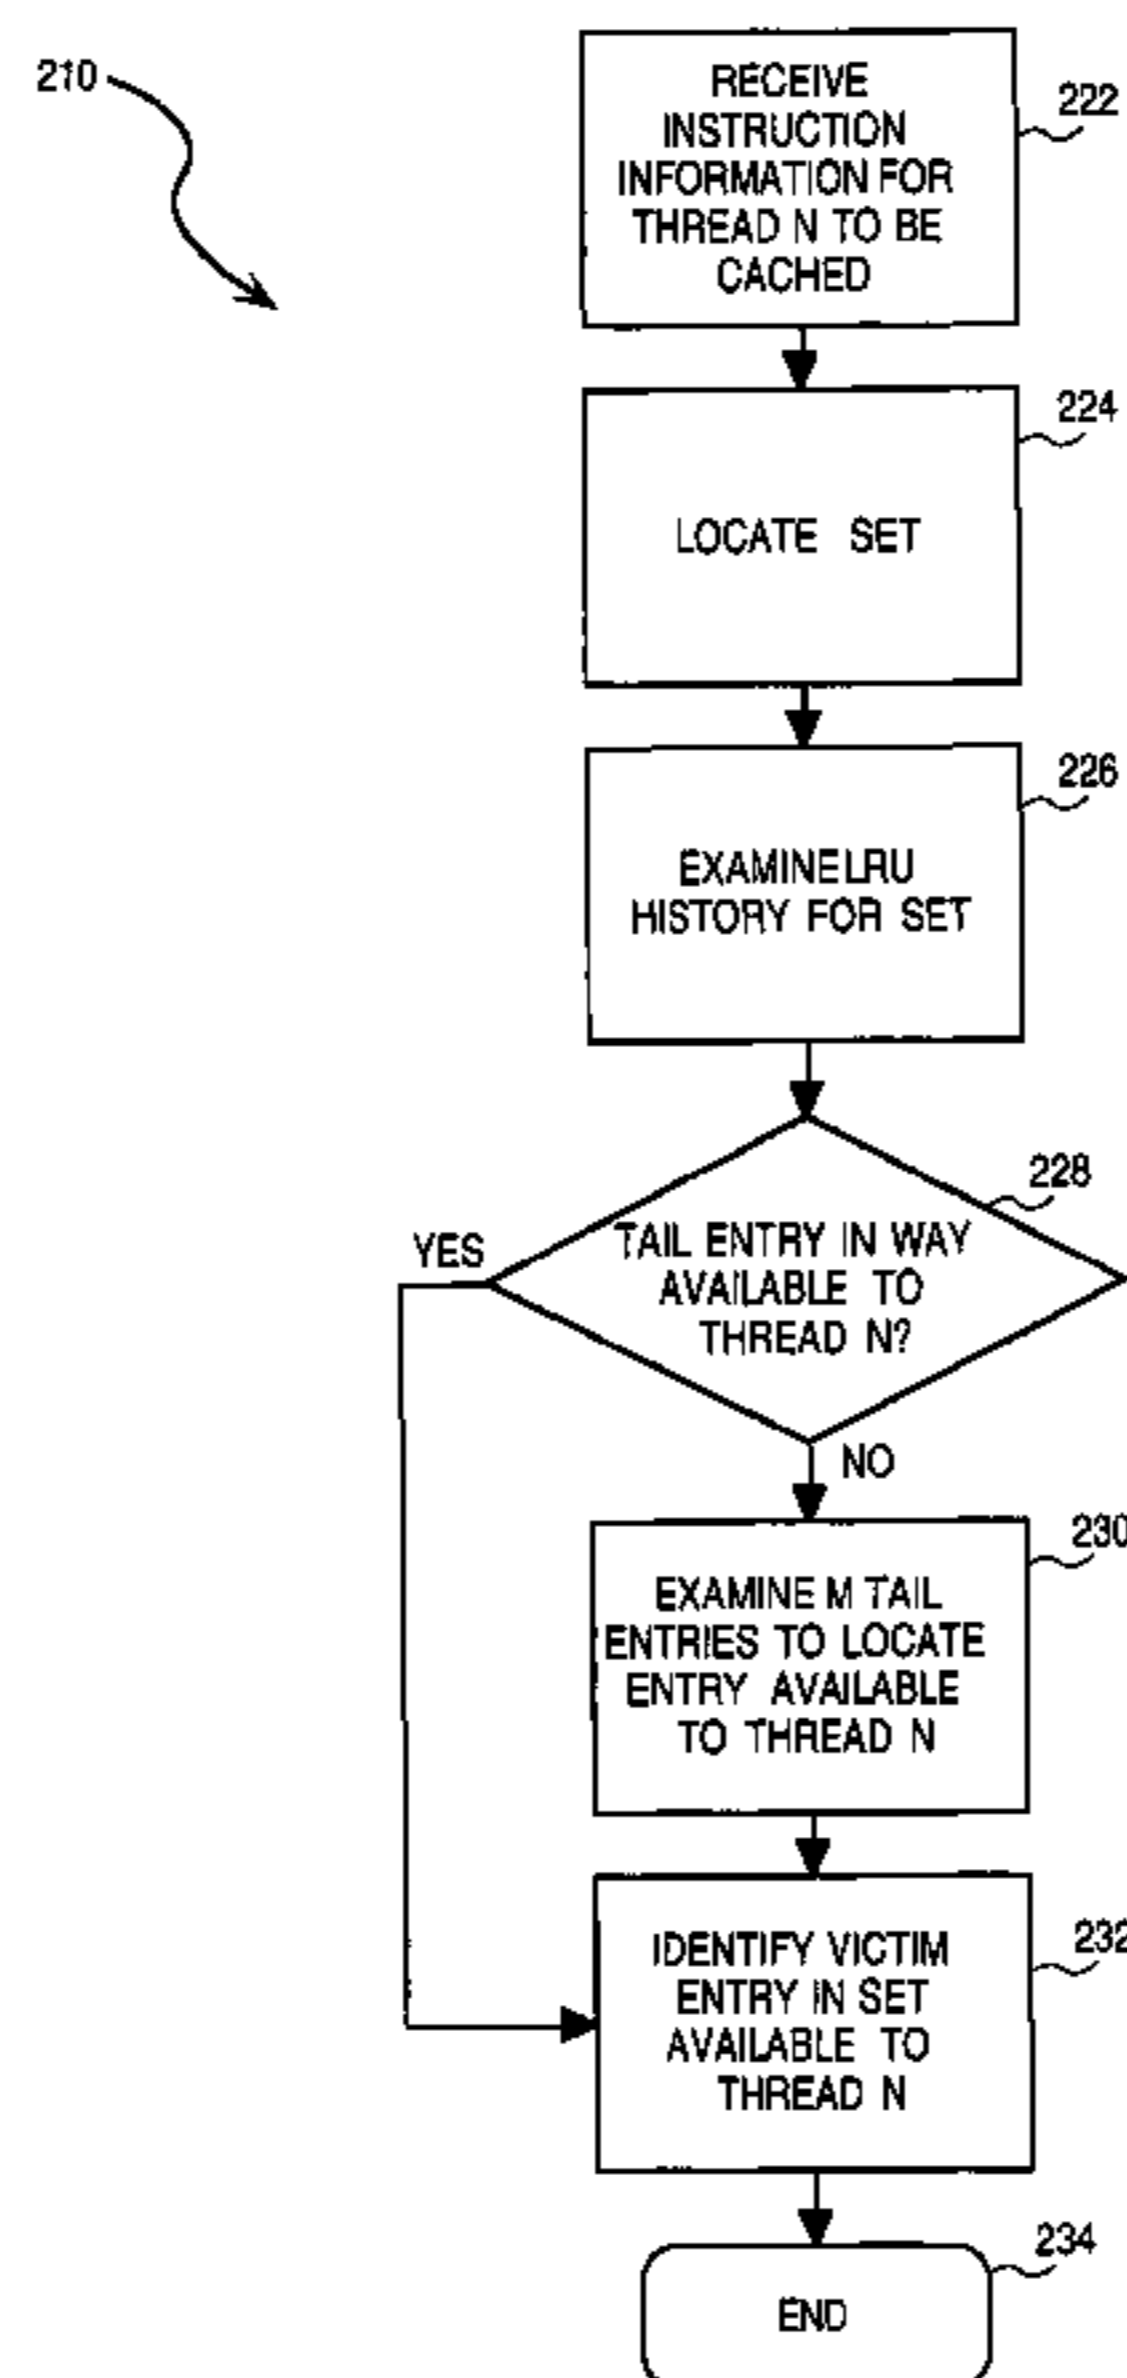 210
RECEIVE
INSTRUCTION
INFORMATION FOR
THREAD N TO BE
CACHED
222
LOCATE SET
224
EXAMINELRU
HISTORY FOR SET
226
TAIL ENTRY IN WAY
AVAILABLE TO
THREAD N?
228
YES
NO
EXAMINE M TAIL
ENTRIES TO LOCATE
ENTRY AVAILABLE
TO THREAD N
230
IDENTIFY VICTIM
ENTRY IN SET
AVAILABLE TO
THREAD N
232
END
234